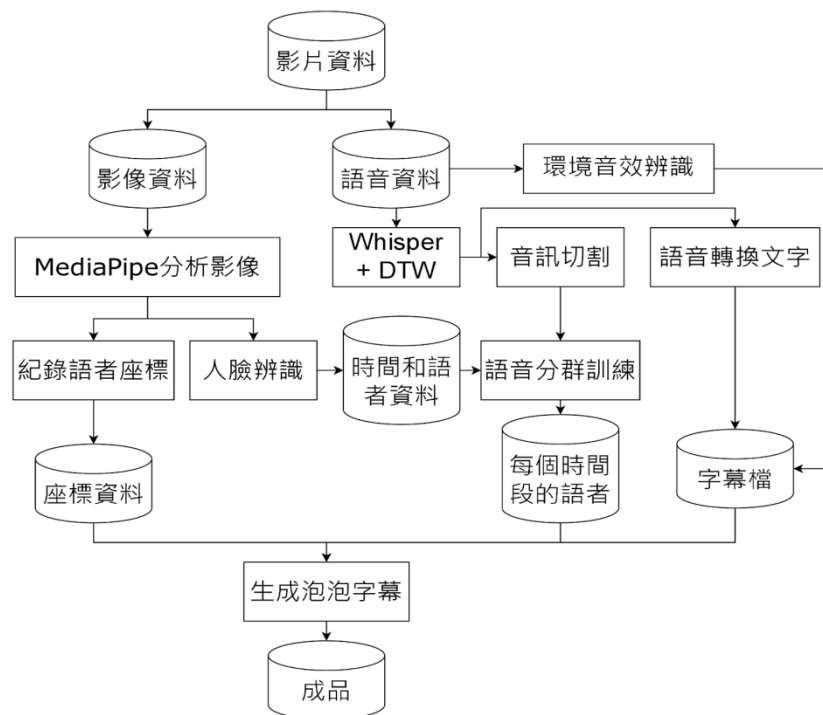 影片資料
影像資料
語音資料
環境音效辨識
MediaPipe分析影像
Whisper
+ DTW
音訊切割
語音轉換文字
紀錄語者座標
人臉辨識
時間和語
者資料
語音分群訓練
座標資料
每個時間
段的語者
字幕檔
生成泡泡字幕
成品